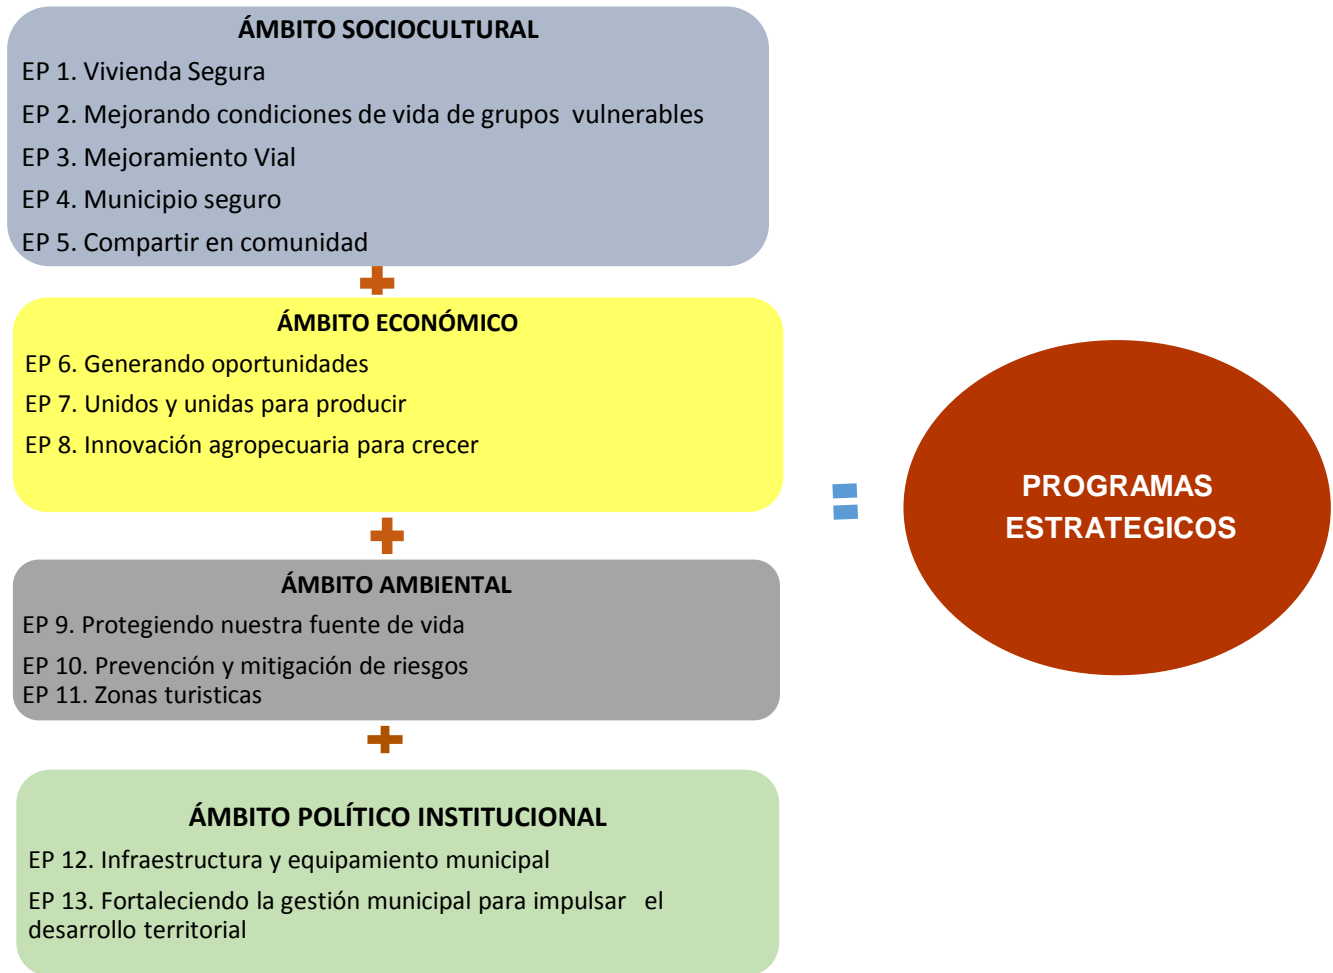 ÁMBITO SOCIOCULTURAL
EP 1. Vivienda Segura
EP 2. Mejorando condiciones de vida de grupos vulnerables
EP 3. Mejoramiento Vial
EP 4. Municipio seguro
EP 5. Compartir en comunidad
ÁMBITO ECONÓMICO
EP 6. Generando oportunidades
EP 7. Unidos y unidas para producir
EP 8. Innovación agropecuaria para crecer
ÁMBITO AMBIENTAL
EP 9. Protegiendo nuestra fuente de vida
EP 10. Prevención y mitigación de riesgos
EP 11. Zonas turisticas
ÁMBITO POLÍTICO INSTITUCIONAL
EP 12. Infraestructura y equipamiento municipal
EP 13. Fortaleciendo la gestión municipal para impulsar el
desarrollo territorial
PROGRAMAS
ESTRATEGICOS